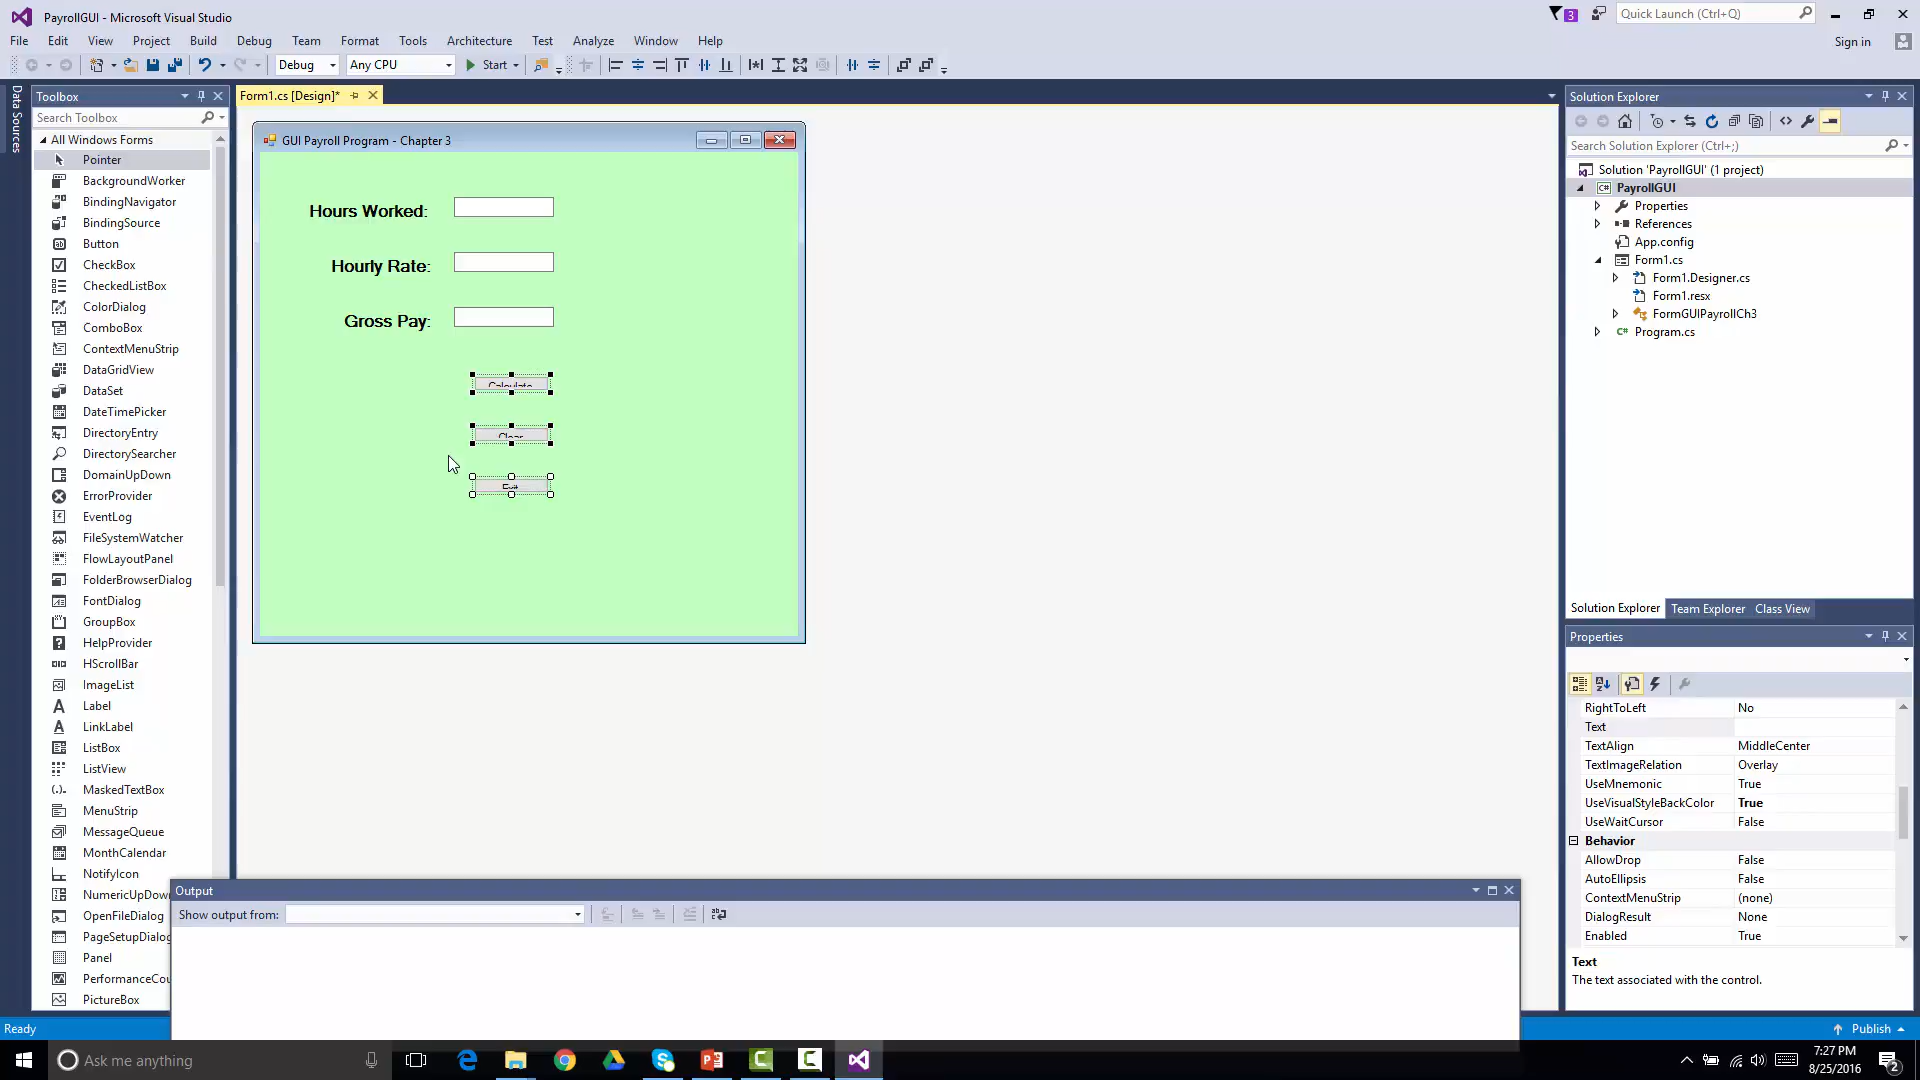 PayrollGUI - Microsoft Visual Studio
3
Quick Launch (Ctrl+Q)
File Edit View Project Build Debug Team Format Tools Architecture Test Analyze Window Help
Sign in
Debug Any CPU Start
Data Sources
Toolbox
Search Toolbox
All Windows Forms
Pointer
BackgroundWorker
BindingNavigator
BindingSource
Button
CheckBox
CheckedListBox
ColorDialog
ComboBox
ContextMenuStrip
DataGridView
DataSet
DateTimePicker
DirectoryEntry
DirectorySearcher
DomainUpDown
ErrorProvider
EventLog
FileSystemWatcher
FlowLayoutPanel
FolderBrowserDialog
FontDialog
GroupBox
HelpProvider
HScrollBar
ImageList
Label
LinkLabel
ListBox
ListView
MaskedTextBox
MenuStrip
MessageQueue
MonthCalendar
NotifyIcon
NumericUpDow
OpenFileDialog
PageSetupDialog
Panel
PerformanceCou
PictureBox
Form1.cs [Design]*
GUI Payroll Program - Chapter 3
Hours Worked:
Hourly Rate:
Gross Pay:
Calculate
Clear
Exit
Output
Show output from:
Solution Explorer
Search Solution Explorer (Ctrl+;)
Solution 'PayrollGUI' (1 project)
PayrollGUI
Properties
References
App.config
Form1.cs
Form1.Designer.cs
Form1.resx
FormGUIPayrollCh3
Program.cs
Solution Explorer Team Explorer Class View
Properties
RightToLeft No
Text
TextAlign MiddleCenter
TextImageRelation Overlay
UseMnemonic True
UseVisualStyleBackColor True
UseWaitCursor False
Behavior
AllowDrop False
AutoEllipsis False
ContextMenuStrip (none)
DialogResult None
Enabled True
Text
The text associated with the control.
Ready
Publish
Ask me anything
7:27 PM
8/25/2016
2